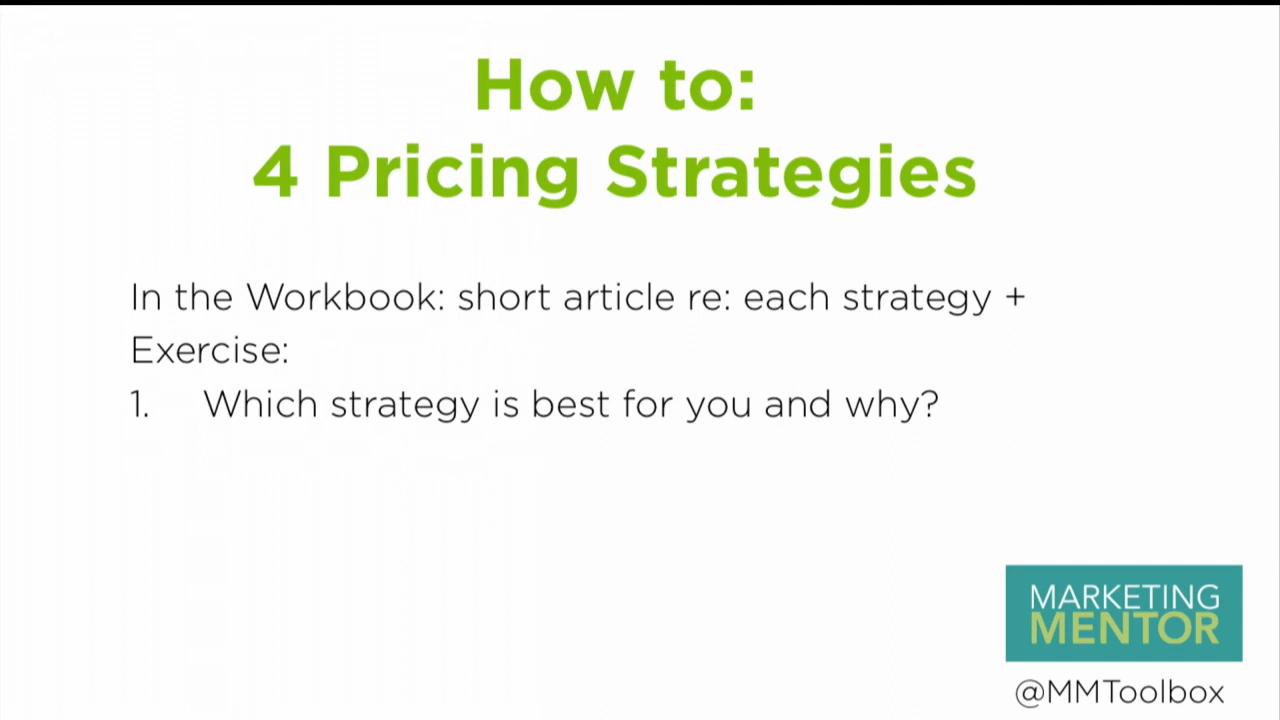 How to:
4 Pricing Strategies
In the Workbook: short article re: each strategy +
Exercise:
1. Which strategy is best for you and why?
MARKETING
MENTOR
@MMToolbox